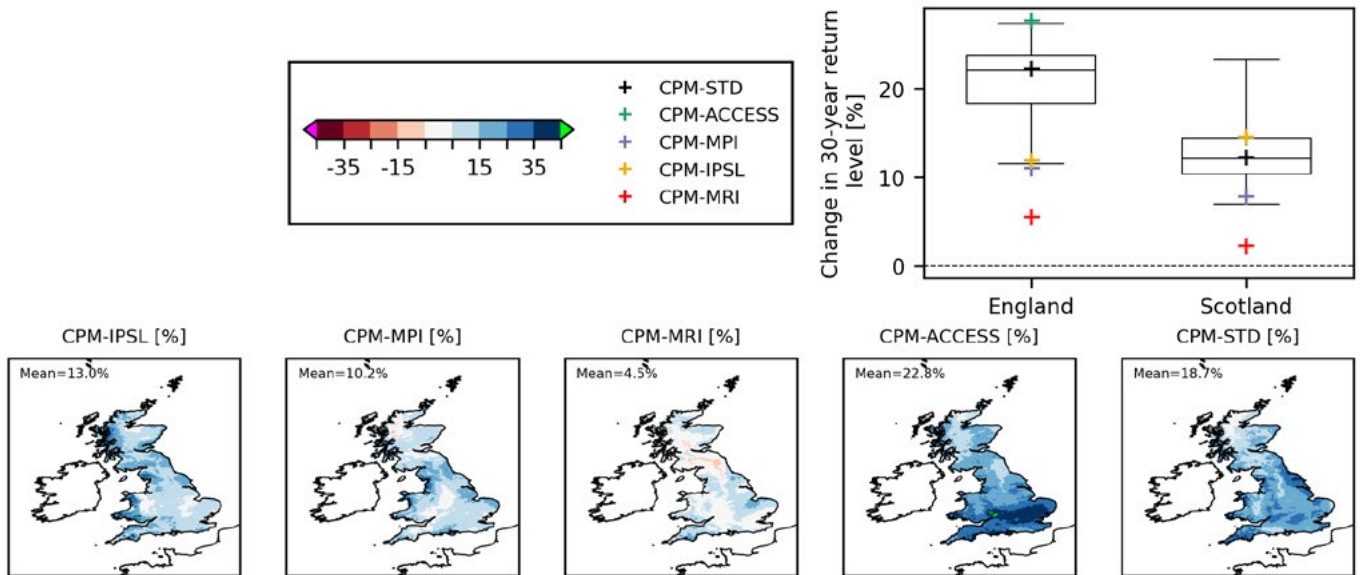 -35 -15 15 35
CPM-STD
CPM-ACCESS
CPM-MPI
CPM-IPSL
CPM-MRI
Change in 30-year return
level [%]
20
10
0
England Scotland
CPM-IPSL [%]
Mean=13.0%
CPM-MPI [%]
Mean=10.2%
CPM-MRI [%]
Mean=4.5%
CPM-ACCESS [%]
Mean=22.8%
CPM-STD [%]
Mean=18.7%